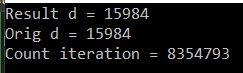 Result d = 15984
Orig d = 15984
Count iteration = 8354793